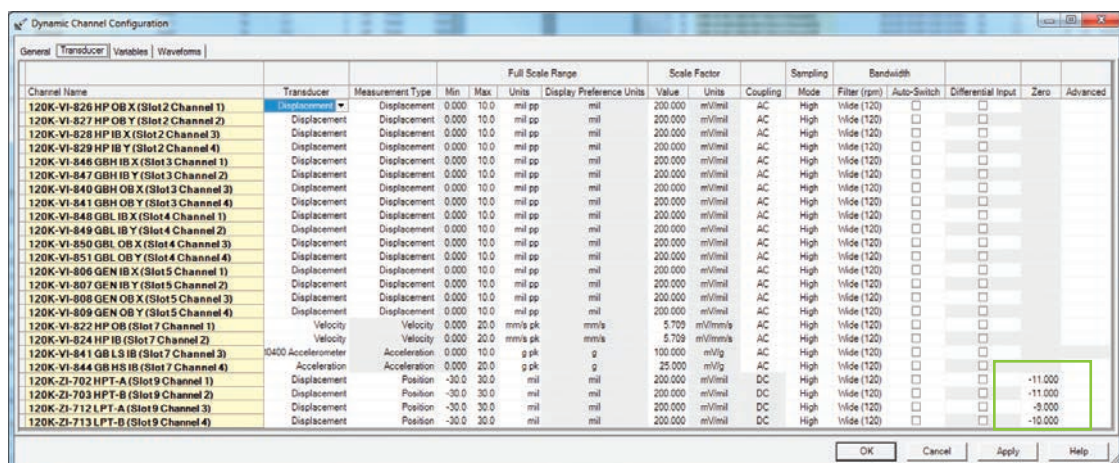 Dynamic Channel Configuration
General Transducer Variables Waveforms
Full Scale Range Scale Factor Sampling Bandwidth
Channel Name Transducer Measurement Type Min Max Units Display Preference Units Value Units Coupling Mode Filter (rpm) Auto-Switch Differential Input Zero Advanced
120K-VI-826 HP OB X (Slot 2 Channel 1) Displacement Displacement 0.000 10.0 mil pp mil 200.000 mV/mil AC High Wide (120)
120K-VI-827 HP OB Y (Slot 2 Channel 2) Displacement Displacement 0.000 10.0 mil pp mil 200.000 mV/mil AC High Wide (120)
120K-VI-828 HP IB X (Slot 2 Channel 3) Displacement Displacement 0.000 10.0 mil pp mil 200.000 mV/mil AC High Wide (120)
120K-VI-829 HP IB Y (Slot 2 Channel 4) Displacement Displacement 0.000 10.0 mil pp mil 200.000 mV/mil AC High Wide (120)
120K-VI-846 GBH IB X (Slot 3 Channel 1) Displacement Displacement 0.000 10.0 mil pp mil 200.000 mV/mil AC High Wide (120)
120K-VI-847 GBH IB Y (Slot 3 Channel 2) Displacement Displacement 0.000 10.0 mil pp mil 200.000 mV/mil AC High Wide (120)
120K-VI-840 GBH OB X (Slot 3 Channel 3) Displacement Displacement 0.000 10.0 mil pp mil 200.000 mV/mil AC High Wide (120)
120K-VI-841 GBH OB Y (Slot 3 Channel 4) Displacement Displacement 0.000 10.0 mil pp mil 200.000 mV/mil AC High Wide (120)
120K-VI-848 GBL IB X (Slot 4 Channel 1) Displacement Displacement 0.000 10.0 mil pp mil 200.000 mV/mil AC High Wide (120)
120K-VI-849 GBL IB Y (Slot 4 Channel 2) Displacement Displacement 0.000 10.0 mil pp mil 200.000 mV/mil AC High Wide (120)
120K-VI-850 GBL OB X (Slot 4 Channel 3) Displacement Displacement 0.000 10.0 mil pp mil 200.000 mV/mil AC High Wide (120)
120K-VI-851 GBL OB Y (Slot 4 Channel 4) Displacement Displacement 0.000 10.0 mil pp mil 200.000 mV/mil AC High Wide (120)
120K-VI-806 GEN IB X (Slot 5 Channel 1) Displacement Displacement 0.000 10.0 mil pp mil 200.000 mV/mil AC High Wide (120)
120K-VI-807 GEN IB Y (Slot 5 Channel 2) Displacement Displacement 0.000 10.0 mil pp mil 200.000 mV/mil AC High Wide (120)
120K-VI-808 GEN OB X (Slot 5 Channel 3) Displacement Displacement 0.000 10.0 mil pp mil 200.000 mV/mil AC High Wide (120)
120K-VI-809 GEN OB Y (Slot 5 Channel 4) Displacement Displacement 0.000 10.0 mil pp mil 200.000 mV/mil AC High Wide (120)
120K-VI-822 HP OB (Slot 7 Channel 1) Velocity Velocity 0.000 20.0 mm/s pk mm/s 5.709 mV/mm/s AC High Wide (120)
120K-VI-824 HP IB (Slot 7 Channel 2) Velocity Velocity 0.000 20.0 mm/s pk mm/s 5.709 mV/mm/s AC High Wide (120)
120K-VI-841 GB LS IB (Slot 7 Channel 3) 30400 Accelerometer Acceleration 0.000 10.0 g pk g 100.000 mV/g AC High Wide (120)
120K-VI-844 GB HS IB (Slot 7 Channel 4) Acceleration Acceleration 0.000 20.0 g pk g 25.000 mV/g AC High Wide (120)
120K-ZI-702 HPT-A (Slot 9 Channel 1) Displacement Position -30.0 30.0 mil mil 200.000 mV/mil DC High Wide (120) -11.000
120K-ZI-703 HPT-B (Slot 9 Channel 2) Displacement Position -30.0 30.0 mil mil 200.000 mV/mil DC High Wide (120) -11.000
120K-ZI-712 LPT-A (Slot 9 Channel 3) Displacement Position -30.0 30.0 mil mil 200.000 mV/mil DC High Wide (120) -9.000
120K-ZI-713 LPT-B (Slot 9 Channel 4) Displacement Position -30.0 30.0 mil mil 200.000 mV/mil DC High Wide (120) -10.000
OK Cancel Apply Help